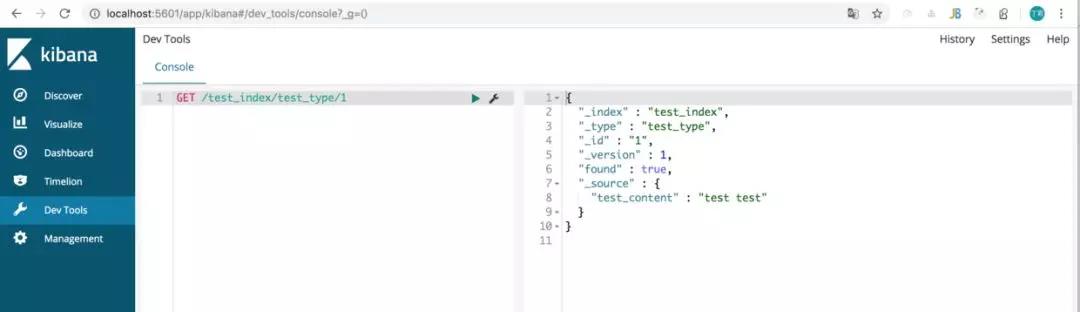 localhost:5601/app/kibana#/dev_tools/console?_g=()
kibana
Discover
Visualize
Dashboard
Timelion
Dev Tools
Management
Dev Tools
History Settings Help
Console
1 GET /test_index/test_type/1
1 {
2 "_index" : "test_index",
3 "_type" : "test_type",
4 "_id" : "1",
5 "_version" : 1,
6 "found" : true,
7 "_source" : {
8 "test_content" : "test test"
9 }
10 }
11